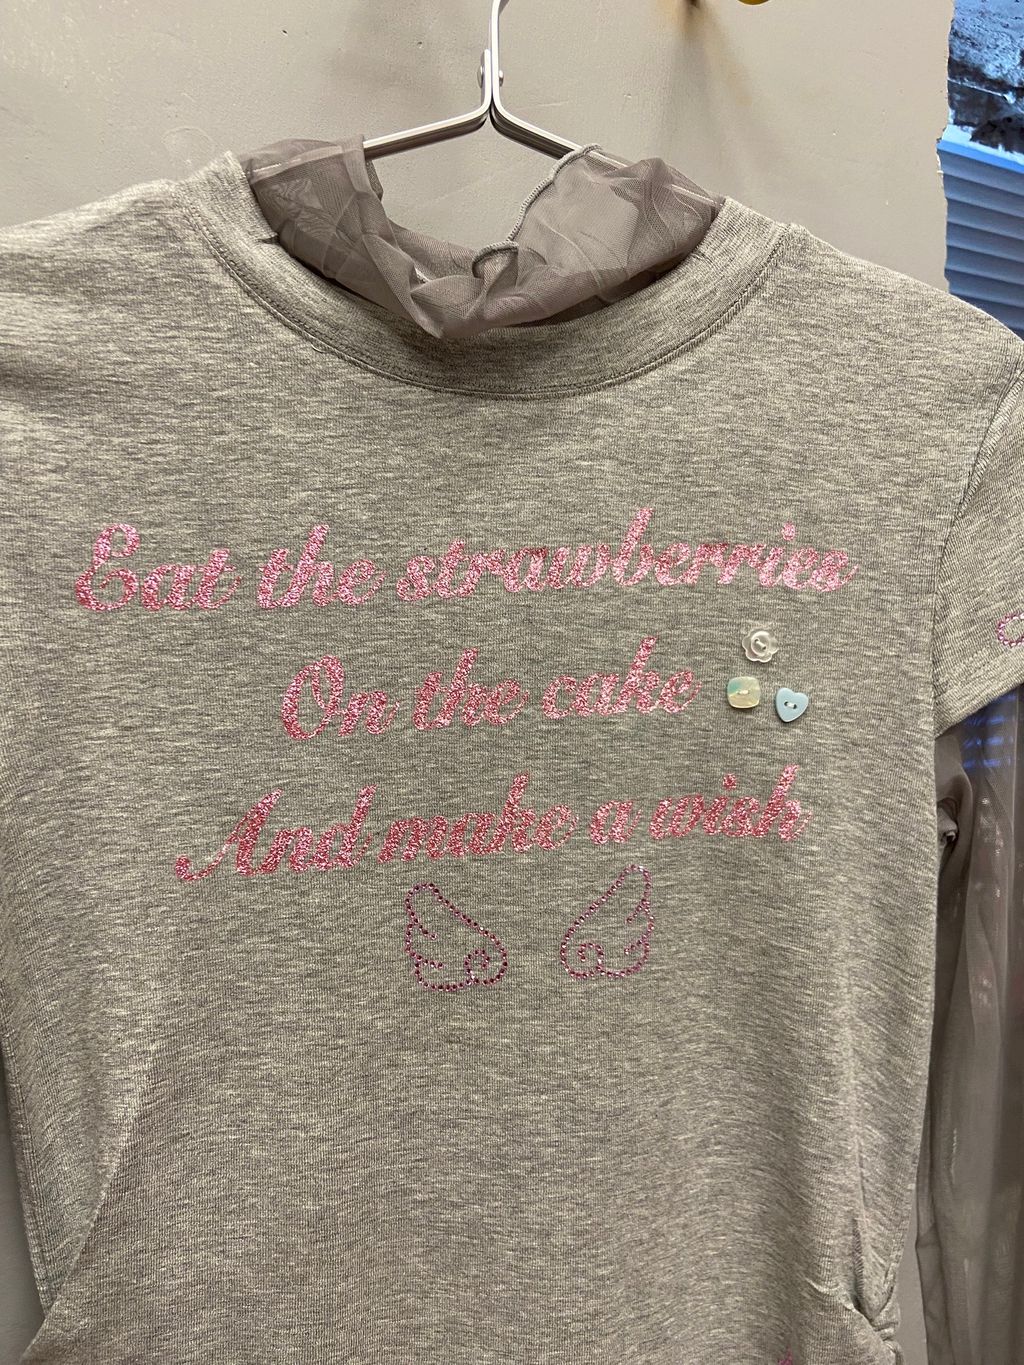 Eat the strawberries
On the cake
And make a wish